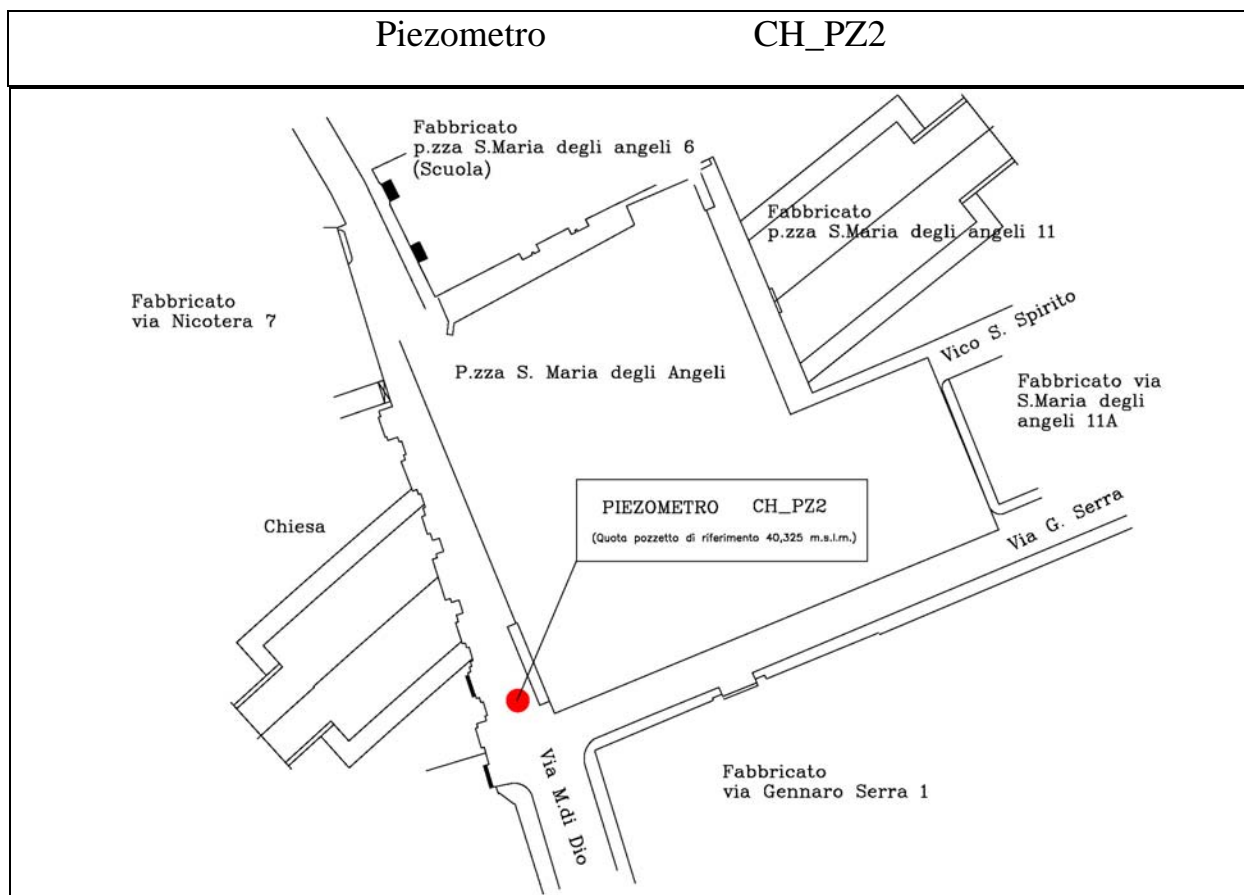 Piezometro CH_PZ2
Fabbricato
p.zza S.Maria degli angeli 6
(Scuola)
Fabbricato
p.zza S.Maria degli angeli 11
Fabbricato
via Nicotera 7
Vico S. Spirito
P.zza S. Maria degli Angeli
Fabbricato via
S.Maria degli
angeli 11A
PIEZOMETRO CH_PZ2
(Quota pozzetto di riferimento 40,325 m.s.l.m.)
Chiesa
Via G. Serra
Via M.di Dio
Fabbricato
via Gennaro Serra 1